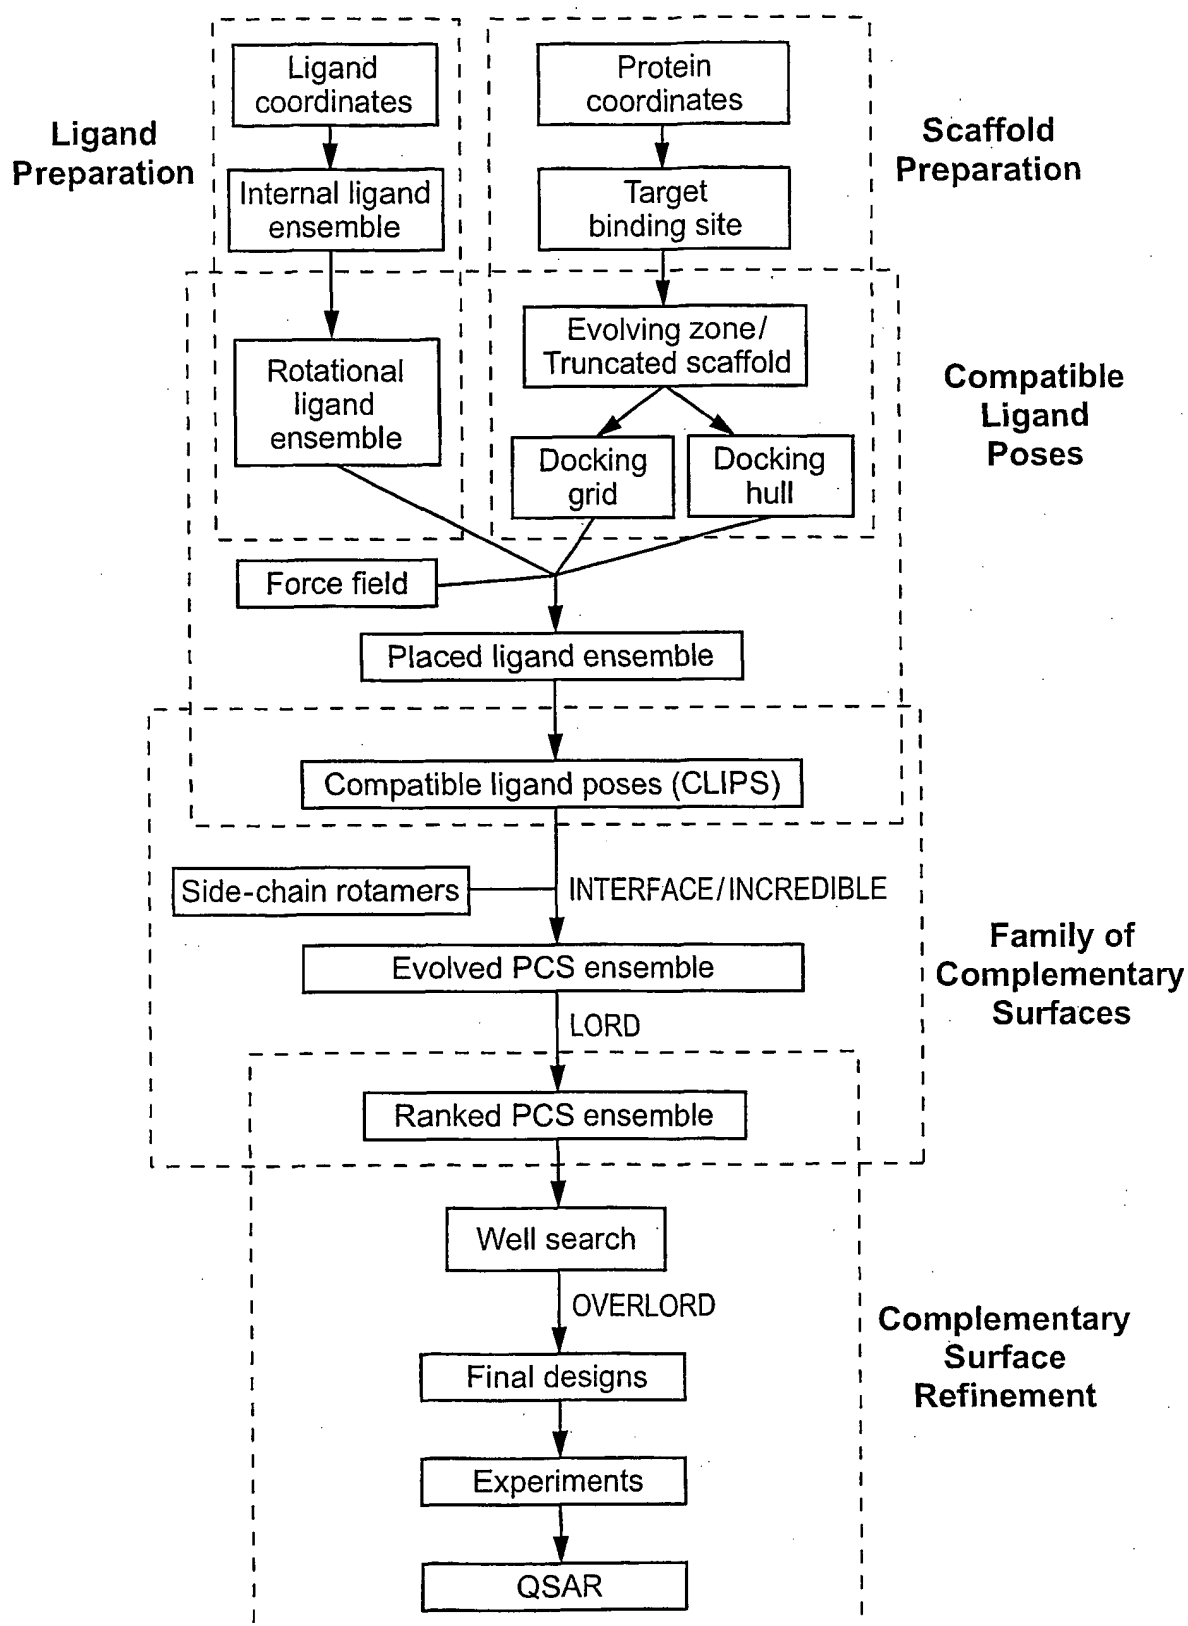 Ligand
coordinates
Protein
coordinates
Ligand
Preparation
Scaffold
Preparation
Internal ligand
ensemble
Target
binding site
Evolving zone/
Truncated scaffold
Rotational
ligand
ensemble
Compatible
Ligand
Poses
Docking
grid
Docking
hull
Force field
Placed ligand ensemble
Compatible ligand poses (CLIPS)
Side-chain rotamers
INTERFACE/INCREDIBLE
Evolved PCS ensemble
Family of
Complementary
Surfaces
LORD
Ranked PCS ensemble
Well search
OVERLORD
Complementary
Surface
Refinement
Final designs
Experiments
QSAR